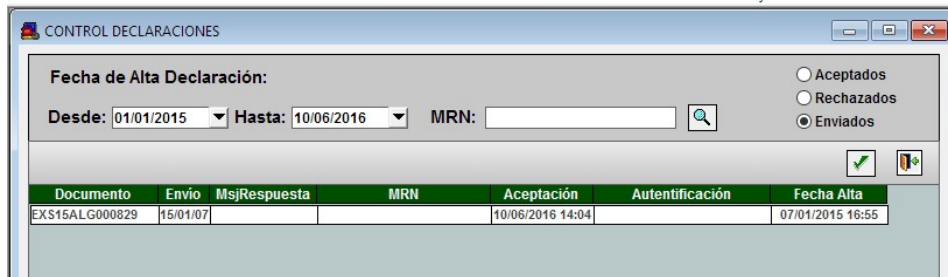 CONTROL DECLARACIONES
Fecha de Alta Declaración:
Desde: 01/01/2015 Hasta: 10/06/2016 MRN:
Aceptados
Rechazados
Enviados
Documento Envío MsjRespuesta MRN Aceptación Autentificación Fecha Alta
EXS15ALG000829 15/01/07 10/06/2016 14:04 07/01/2015 16:55